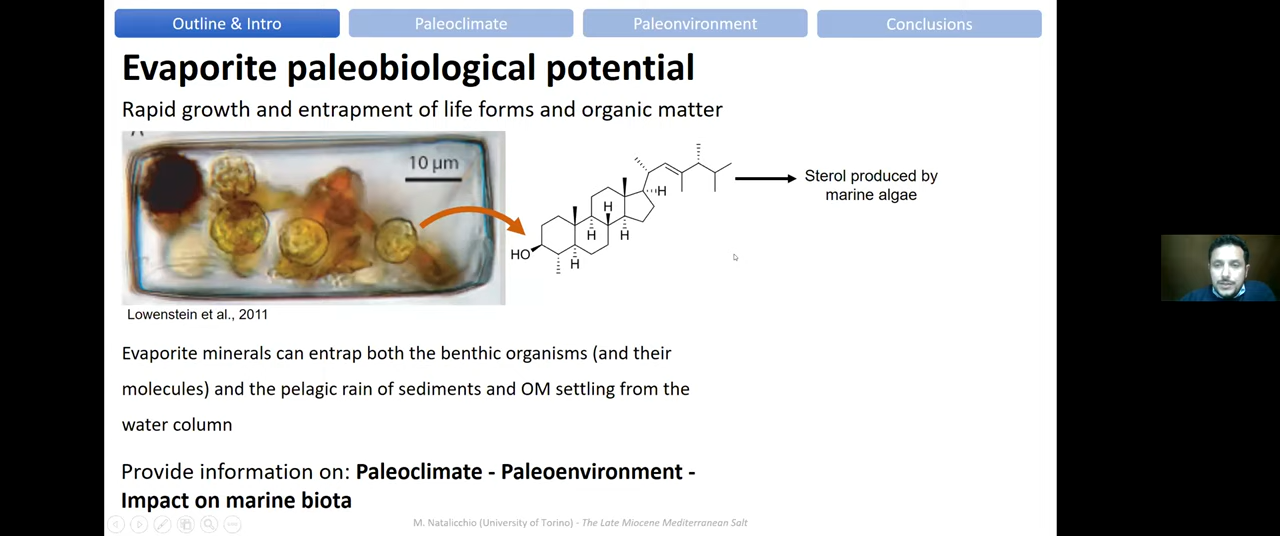 Outline & Intro
Paleoclimate
Paleonvironment
Conclusions
Evaporite paleobiological potential
Rapid growth and entrapment of life forms and organic matter
10 µm
Sterol produced by
marine algae
H
H
H
H
HO
H
Lowenstein et al., 2011
Evaporite minerals can entrap both the benthic organisms (and their
molecules) and the pelagic rain of sediments and OM settling from the
water column
Provide information on: Paleoclimate - Paleoenvironment -
Impact on marine biota
M. Natalicchio (University of Torino) - The Late Miocene Mediterranean Salt